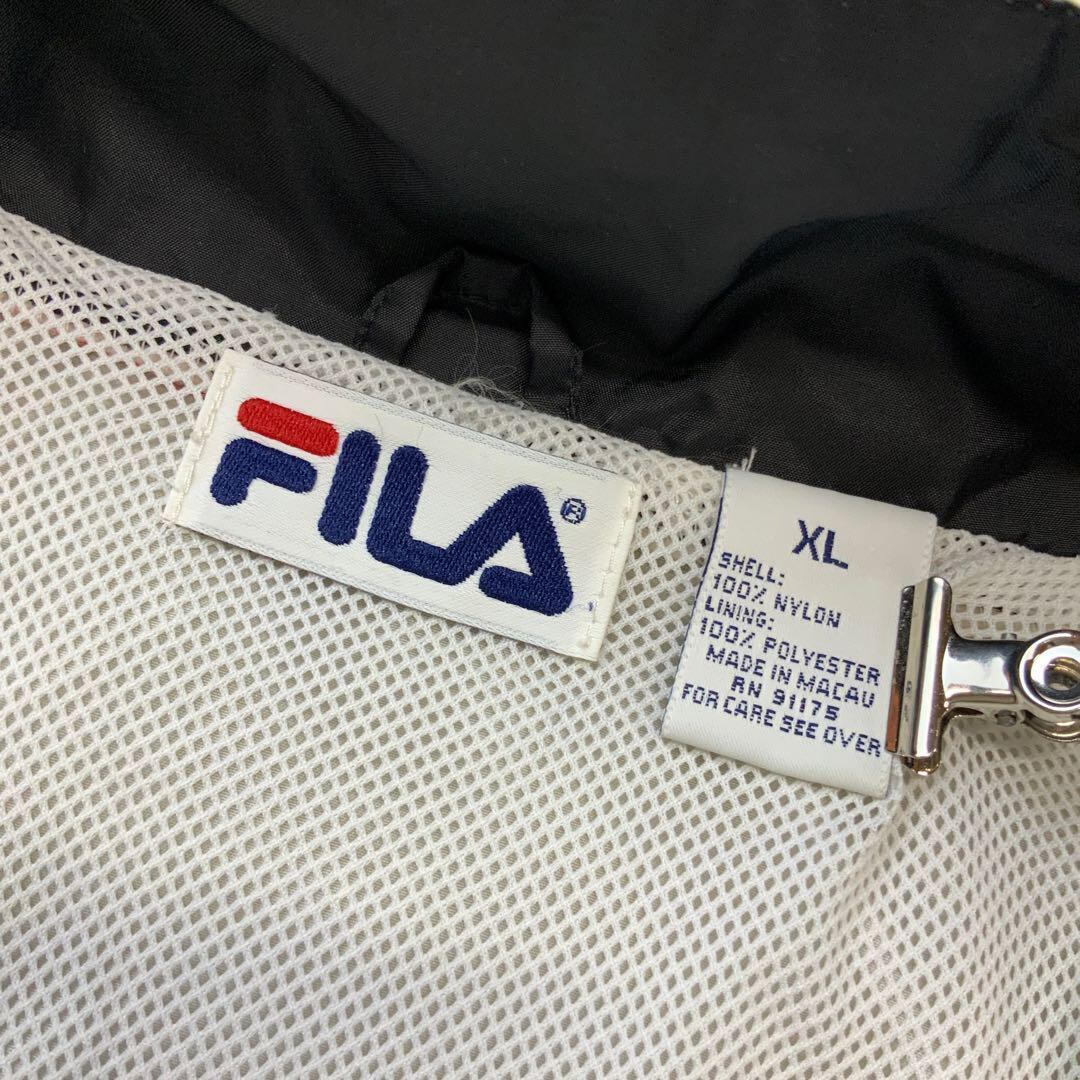 FILA®
XL
SHELL:
100% NYLON
LINING:
100% POLYESTER
MADE IN MACAU
RN 91175
FOR CARE SEE OVER